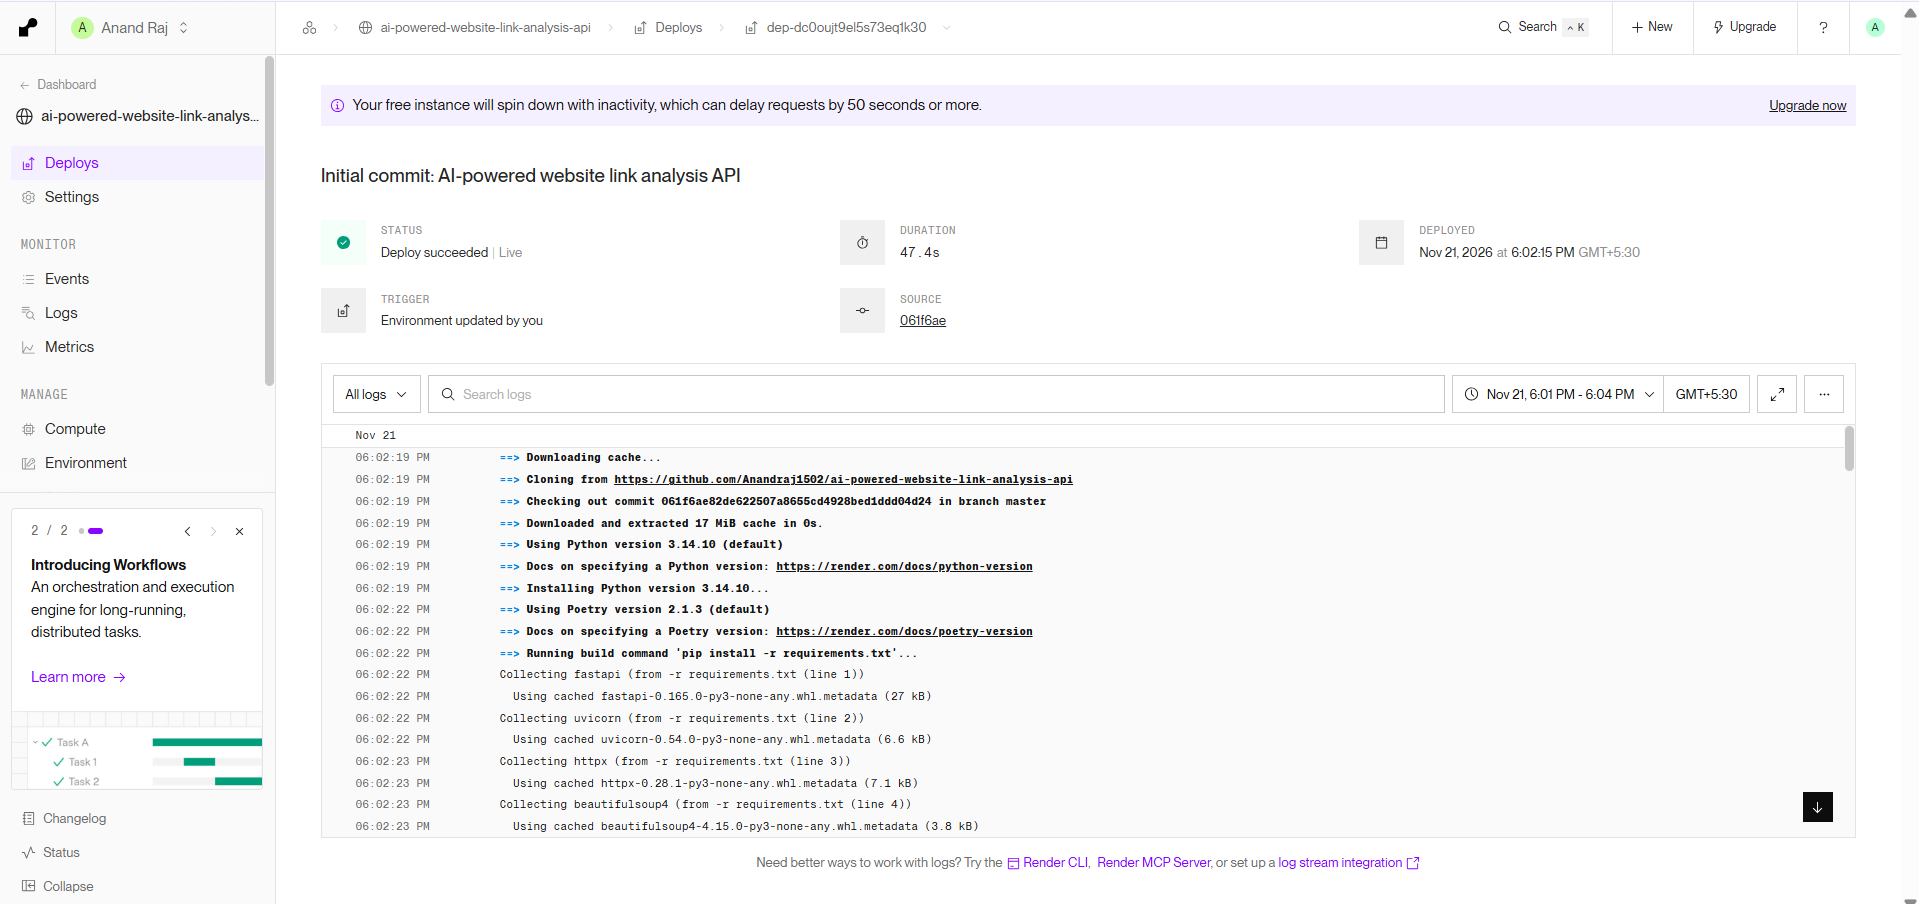 A Anand Raj
ai-powered-website-link-analysis-api
Deploys
dep-dc0oujt9el5s73eq1k30
Search ^ K
+ New
Upgrade
?
A
← Dashboard
ai-powered-website-link-analys...
Deploys
Settings
MONITOR
Events
Logs
Metrics
MANAGE
Compute
Environment
2 / 2
Introducing Workflows
An orchestration and execution
engine for long-running,
distributed tasks.
Learn more →
Task A
Task 1
Task 2
Changelog
Status
Collapse
Your free instance will spin down with inactivity, which can delay requests by 50 seconds or more.
Upgrade now
Initial commit: AI-powered website link analysis API
STATUS
Deploy succeeded | Live
DURATION
47.4s
DEPLOYED
Nov 21, 2026 at 6:02:15 PM GMT+5:30
TRIGGER
Environment updated by you
SOURCE
061f6ae
All logs
Search logs
Nov 21, 6:01 PM - 6:04 PM
GMT+5:30
...
Nov 21
06:02:19 PM ==> Downloading cache...
06:02:19 PM ==> Cloning from https://github.com/Anandraj1502/ai-powered-website-link-analysis-api
06:02:19 PM ==> Checking out commit 061f6ae82de622507a8655cd4928bed1ddd04d24 in branch master
06:02:19 PM ==> Downloaded and extracted 17 MiB cache in 0s.
06:02:19 PM ==> Using Python version 3.14.10 (default)
06:02:19 PM ==> Docs on specifying a Python version: https://render.com/docs/python-version
06:02:19 PM ==> Installing Python version 3.14.10...
06:02:22 PM ==> Using Poetry version 2.1.3 (default)
06:02:22 PM ==> Docs on specifying a Poetry version: https://render.com/docs/poetry-version
06:02:22 PM ==> Running build command 'pip install -r requirements.txt'...
06:02:22 PM Collecting fastapi (from -r requirements.txt (line 1))
06:02:22 PM Using cached fastapi-0.165.0-py3-none-any.whl.metadata (27 kB)
06:02:22 PM Collecting uvicorn (from -r requirements.txt (line 2))
06:02:22 PM Using cached uvicorn-0.54.0-py3-none-any.whl.metadata (6.6 kB)
06:02:23 PM Collecting httpx (from -r requirements.txt (line 3))
06:02:23 PM Using cached httpx-0.28.1-py3-none-any.whl.metadata (7.1 kB)
06:02:23 PM Collecting beautifulsoup4 (from -r requirements.txt (line 4))
06:02:23 PM Using cached beautifulsoup4-4.15.0-py3-none-any.whl.metadata (3.8 kB)
Need better ways to work with logs? Try the Render CLI, Render MCP Server, or set up a log stream integration